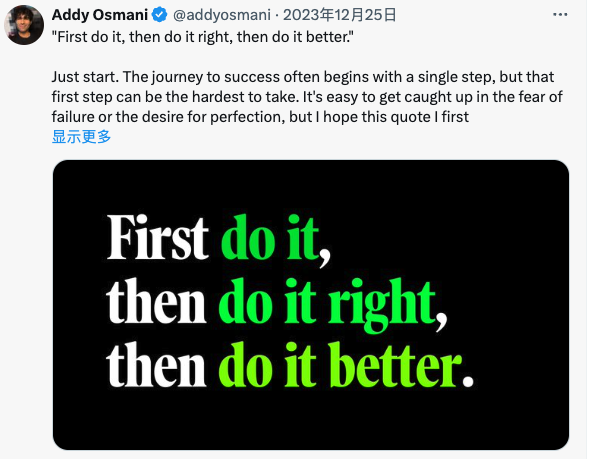 Addy Osmani @addyosmani · 2023年12月25日
"First do it, then do it right, then do it better."
Just start. The journey to success often begins with a single step, but that
first step can be the hardest to take. It's easy to get caught up in the fear of
failure or the desire for perfection, but I hope this quote I first
显示更多
First do it,
then do it right,
then do it better.